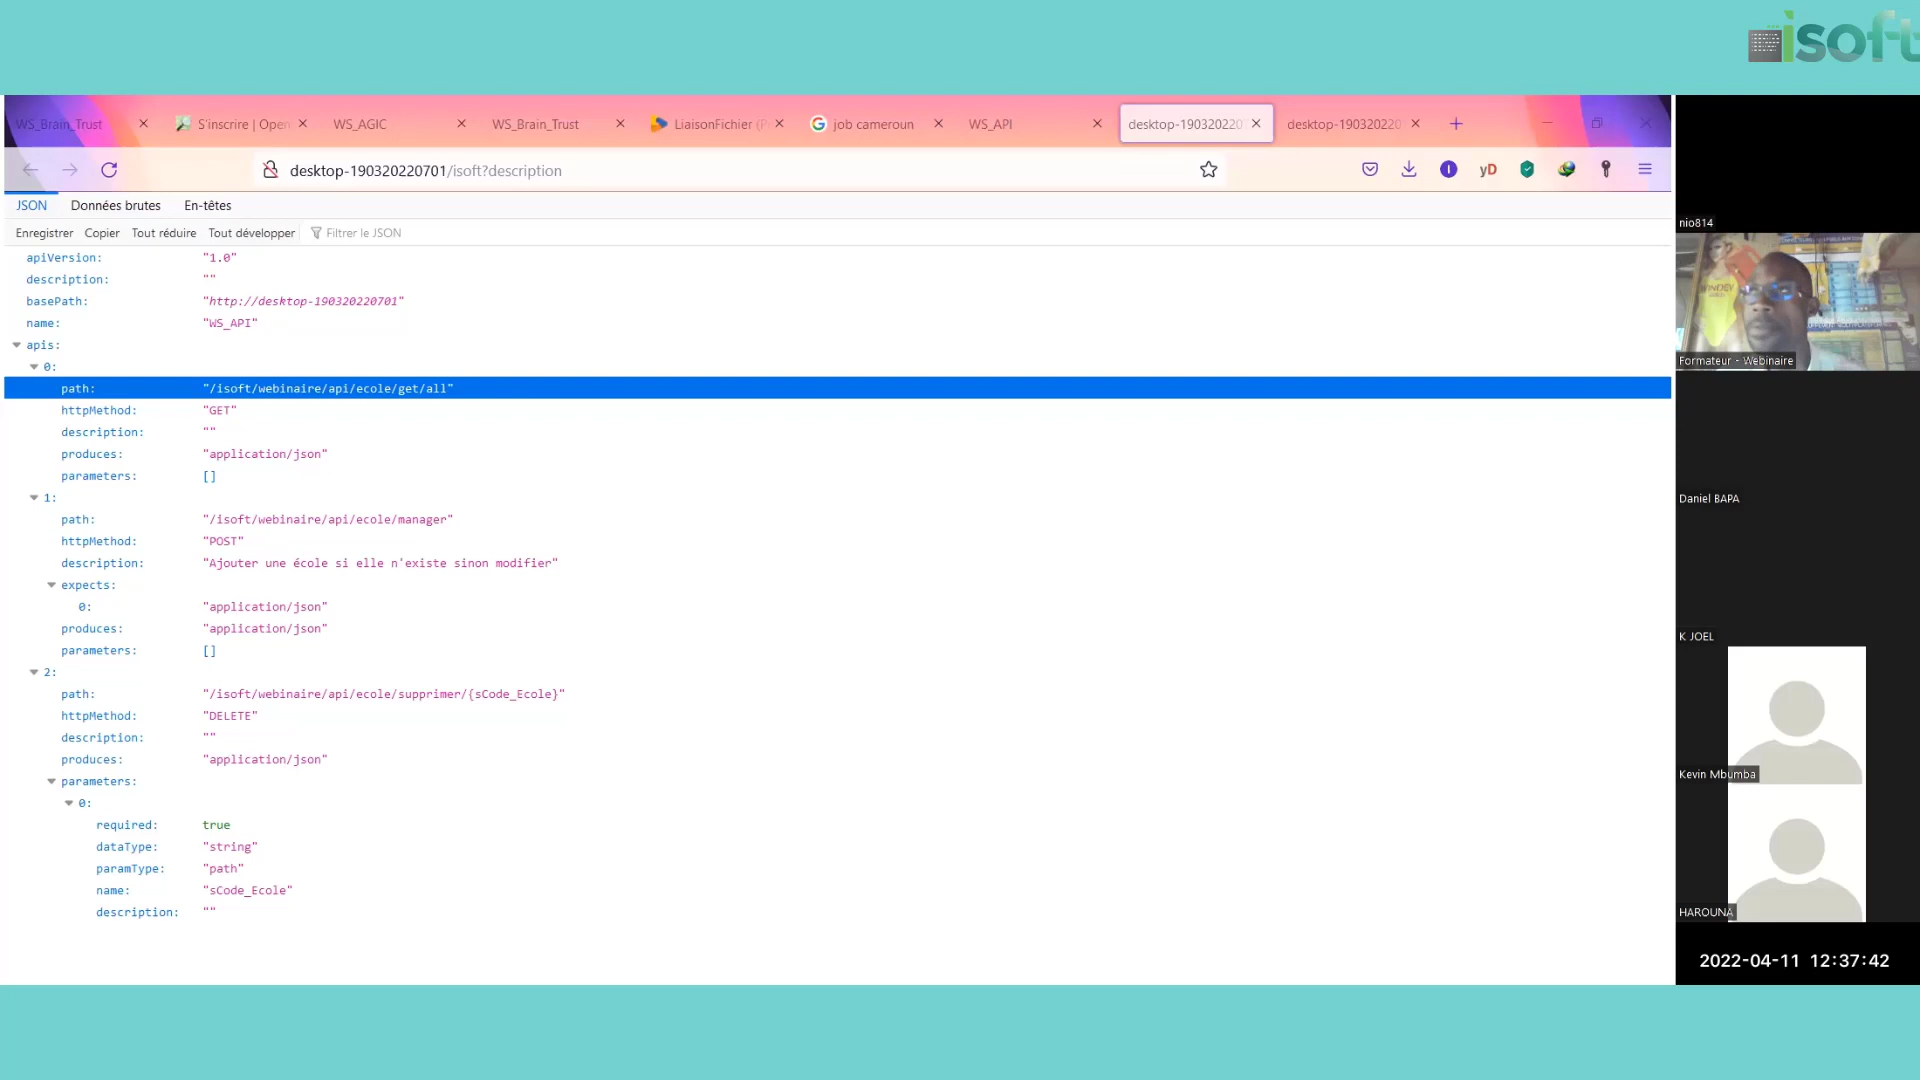 isoft
WS_Brain_Trust
S'inscrire | Open
WS_AGIC
WS_Brain_Trust
LiaisonFichier (P
job cameroun
WS_API
desktop-190320220
desktop-190320220
desktop-190320220701/isoft?description
yD
JSON Données brutes En-têtes
Enregistrer Copier Tout réduire Tout développer Filtrer le JSON
apiVersion: "1.0"
description: ""
basePath: "http://desktop-190320220701"
name: "WS_API"
apis:
0:
path: "/isoft/webinaire/api/ecole/get/all"
httpMethod: "GET"
description: ""
produces: "application/json"
parameters: []
1:
path: "/isoft/webinaire/api/ecole/manager"
httpMethod: "POST"
description: "Ajouter une école si elle n'existe sinon modifier"
expects:
0: "application/json"
produces: "application/json"
parameters: []
2:
path: "/isoft/webinaire/api/ecole/supprimer/{sCode_Ecole}"
httpMethod: "DELETE"
description: ""
produces: "application/json"
parameters:
0:
required: true
dataType: "string"
paramType: "path"
name: "sCode_Ecole"
description: ""
nio814
WINDEV
Formateur - Webinaire
Daniel BAPA
K JOEL
Kevin Mbumba
HAROUNA
2022-04-11 12:37:42